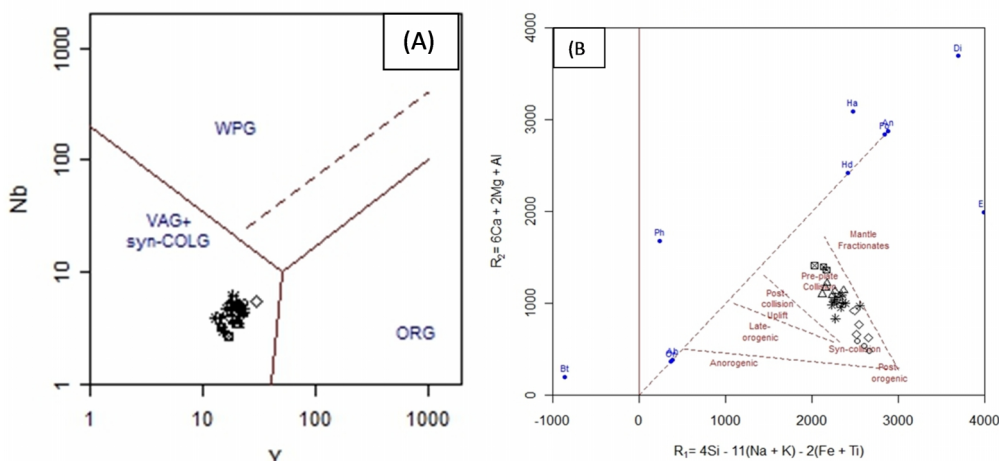 (A)
1000
100
10
1
Nb
WPG
VAG+
syn-COLG
ORG
1
10
100
1000
Y
(B
4000
3000
2000
1000
0
R2= 6Ca + 2Mg + Al
Di
Ha
An
Hd
E
Ph
Mantle
Fractionates
Pre-plate
Collision
Post-
collision
Uplift
Late-
orogenic
Syn-collision
Anorogenic
Post
orogenic
Ab
Bt
-1000
0
1000
2000
3000
4000
R1= 4Si - 11(Na + K) - 2(Fe + Ti)